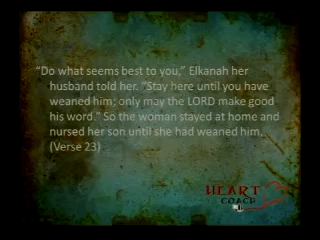 “Do what seems best to you,” Elkanah her
husband told her. “Stay here until you have
weaned him; only may the LORD make good
his word.” So the woman stayed at home and
nursed her son until she had weaned him.
(Verse 23)
HEART
COACH